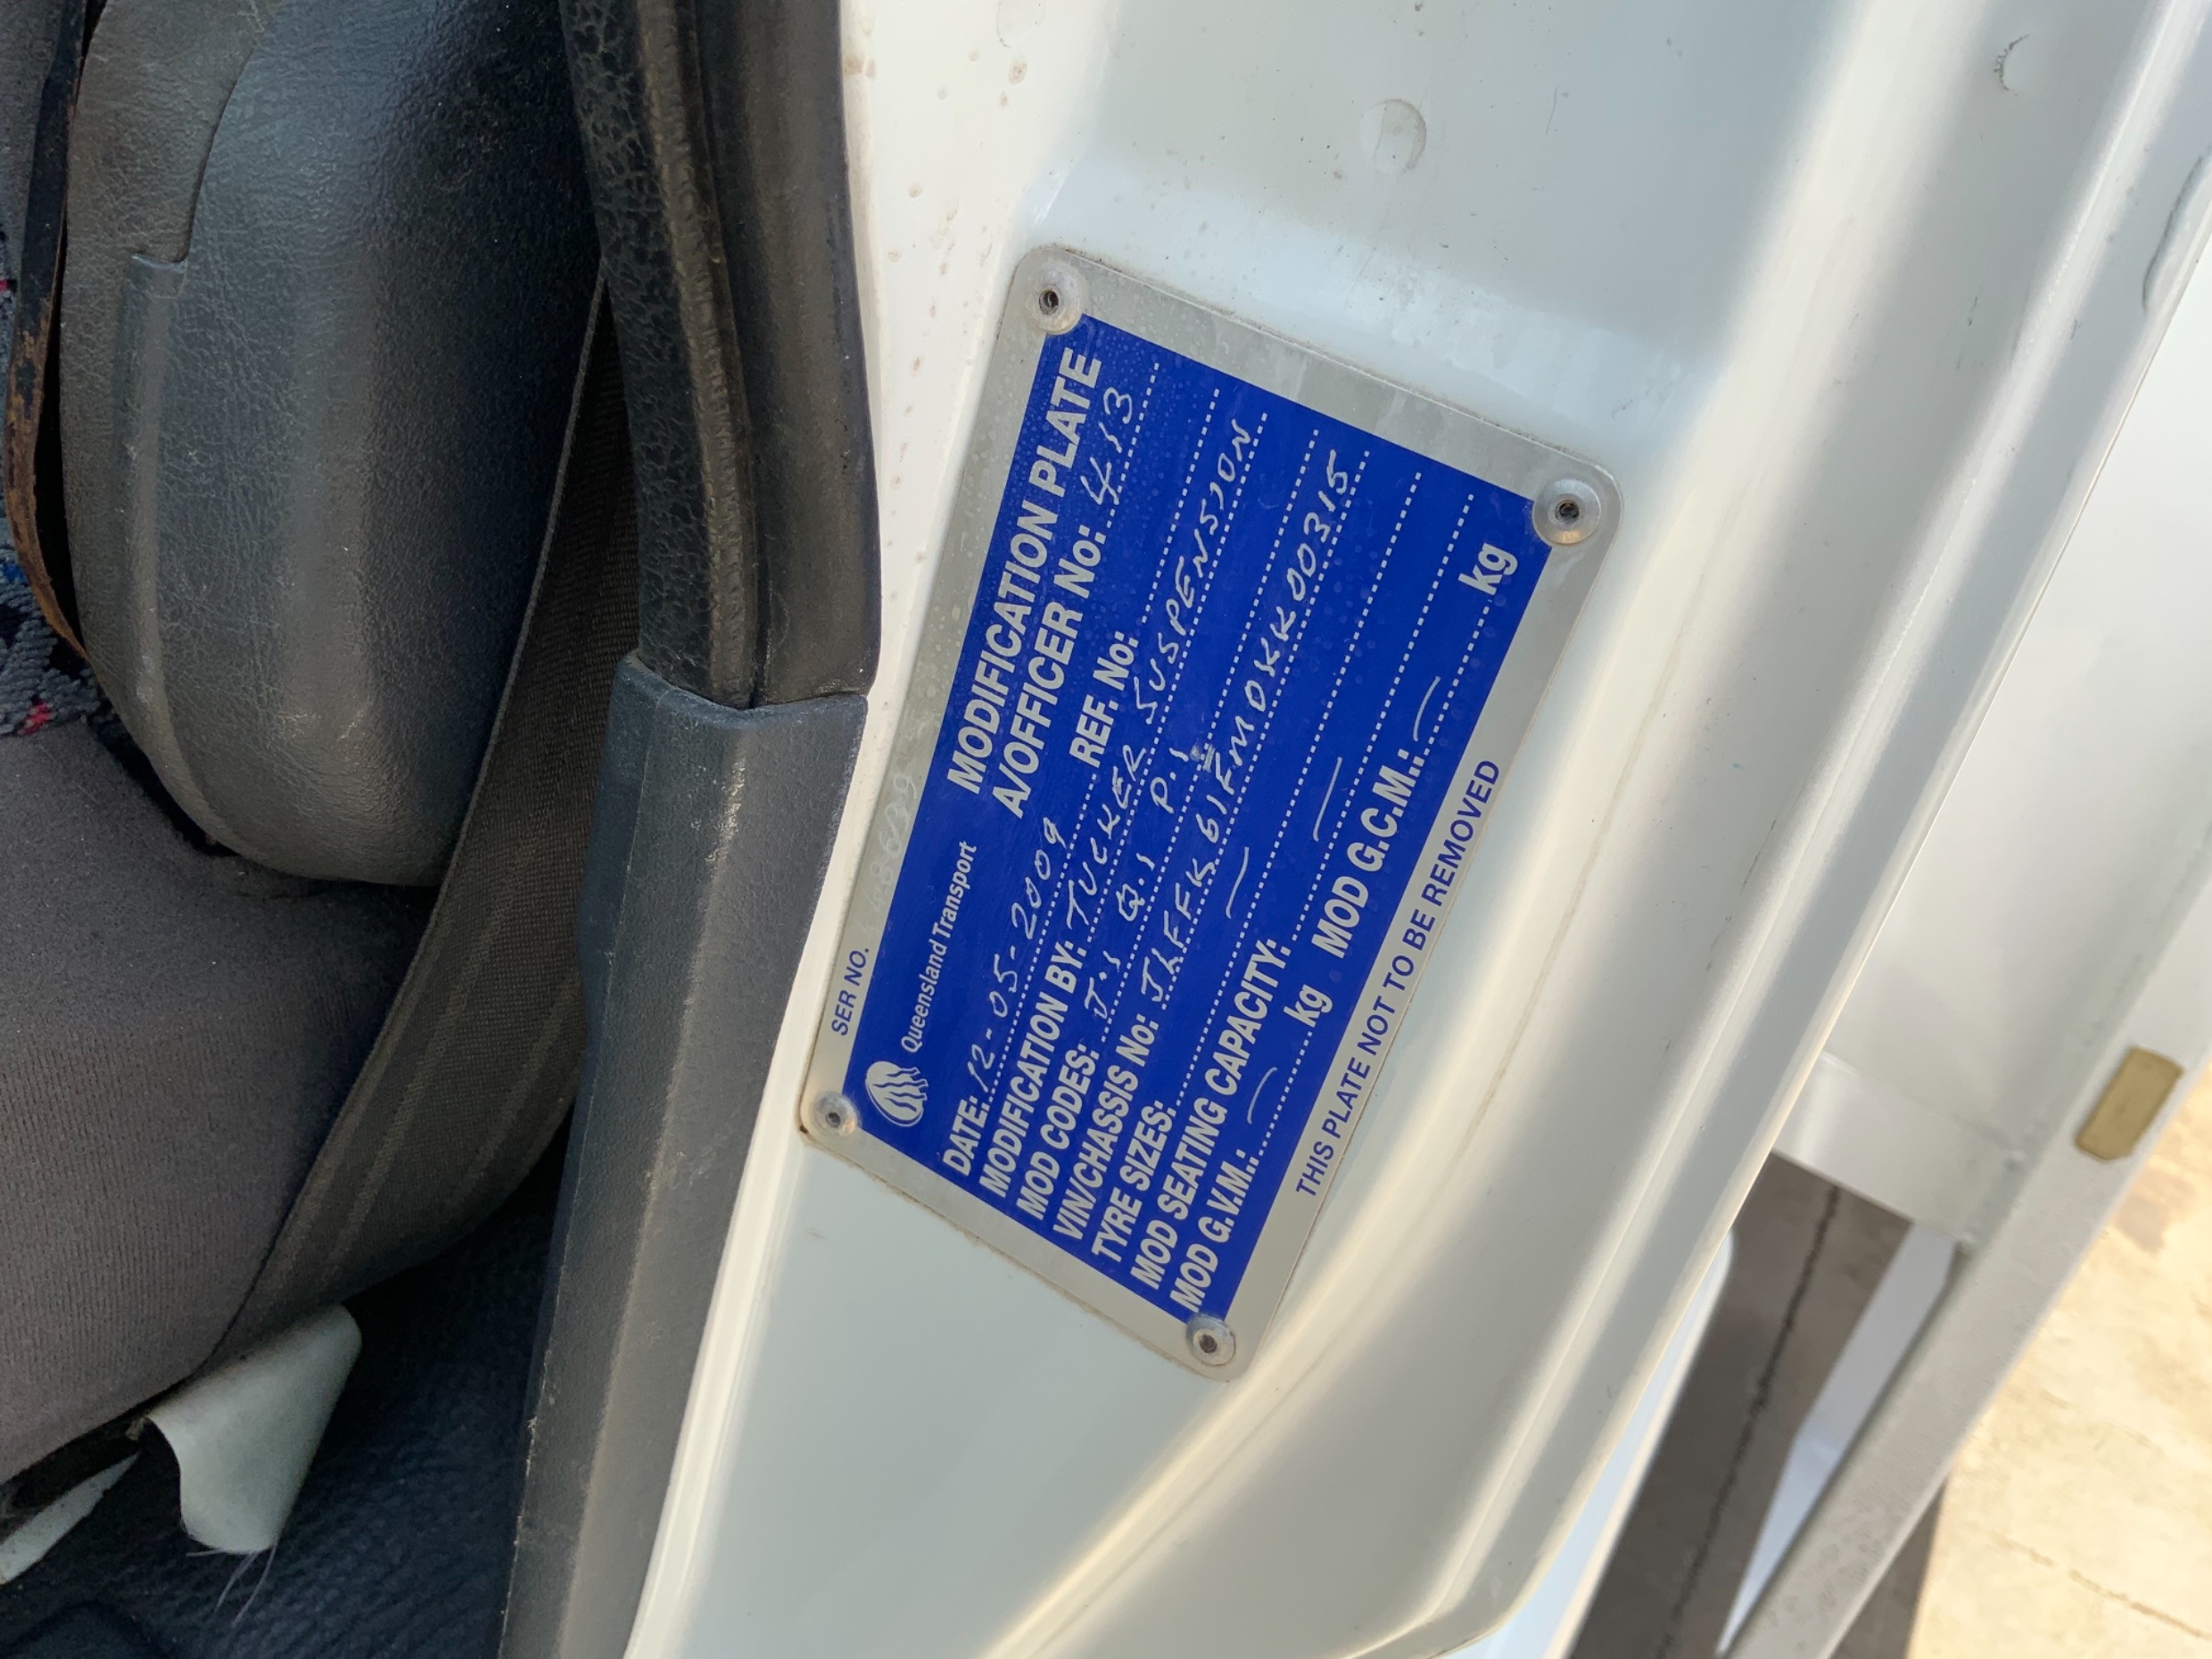 SER NO.
Queensland Transport
MODIFICATION PLATE
A/OFFICER No: 413
DATE: 12-05-2009 REF. No:
MODIFICATION BY: TUCKER SUSPENSION
MOD CODES: J.1 Q.1 P.1
VIN/CHASSIS No:
TYRE SIZES:
MOD SEATING CAPACITY: —
MOD G.V.M.: — kg MOD G.C.M.: — kg
THIS PLATE NOT TO BE REMOVED